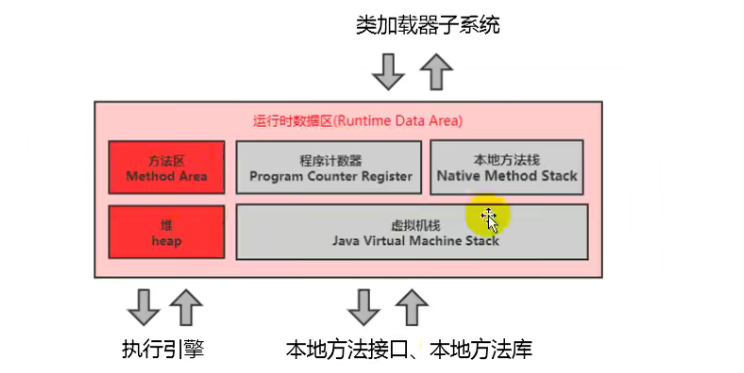 类加载器子系统
运行时数据区(Runtime Data Area)
方法区
Method Area
程序计数器
Program Counter Register
本地方法栈
Native Method Stack
堆
heap
虚拟机栈
Java Virtual Machine Stack
执行引擎
本地方法接口、本地方法库